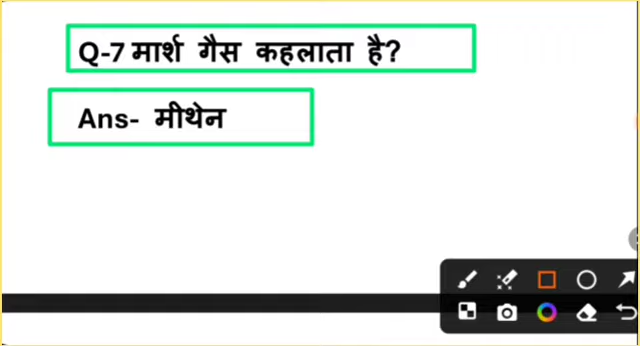 Q-7 मार्श गैस कहलाता है?
Ans- मीथेन